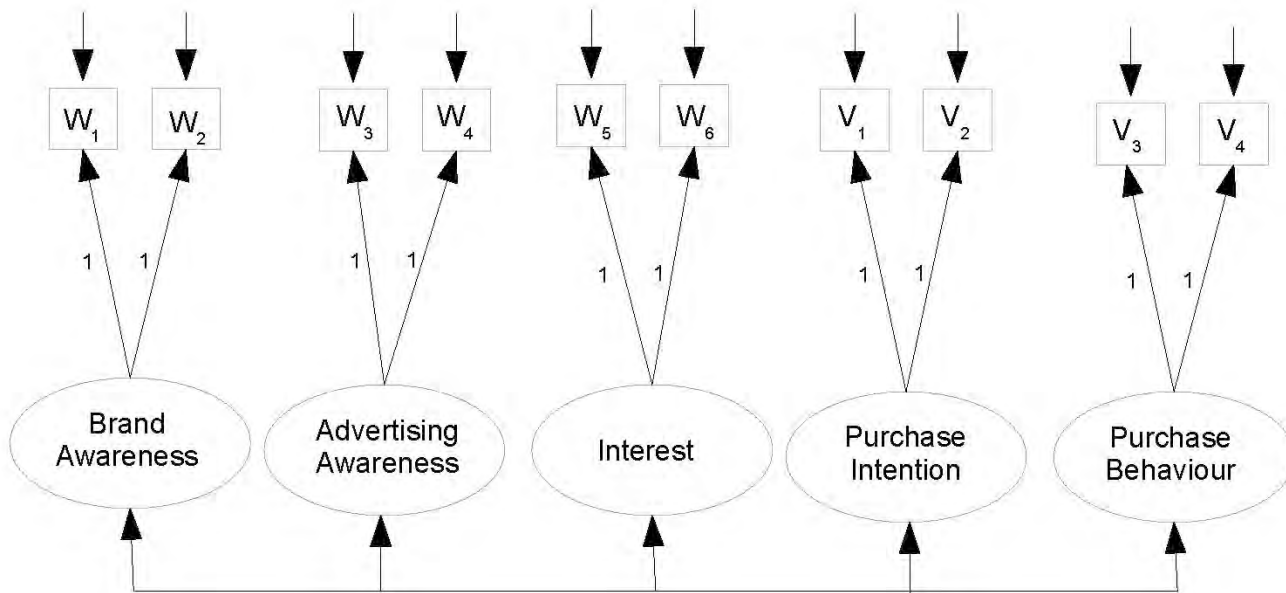 W₁ W₂ W₃ W₄ W₅ W₆ V₁ V₂ V₃ V₄
1 1 1 1 1 1 1 1 1 1
Brand
Awareness
Advertising
Awareness
Interest
Purchase
Intention
Purchase
Behaviour